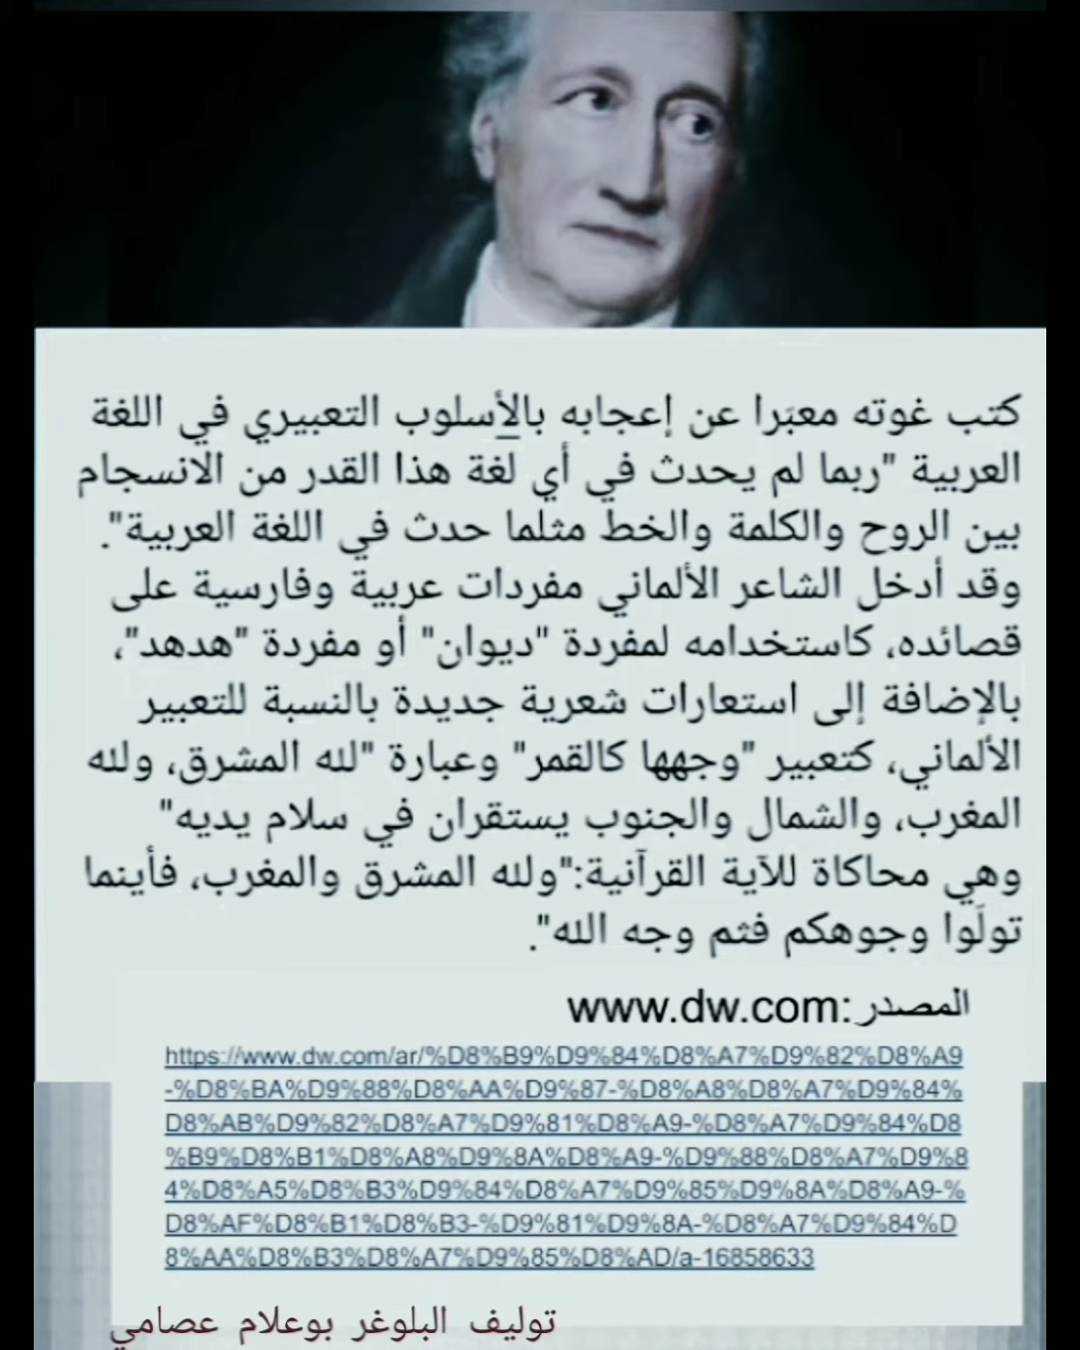 كتب غوته معبَرا عن إعجابه بالأسلوب التعبيري في اللغة
العربية "ربما لم يحدث في أي لغة هذا القدر من الانسجام
بين الروح والكلمة والخط مثلما حدث في اللغة العربية".
وقد أدخل الشاعر الألماني مفردات عربية وفارسية على
قصائده، كاستخدامه لمفردة "ديوان" أو مفردة "هدهد"،
بالإضافة إلى استعارات شعرية جديدة بالنسبة للتعبير
الألماني، كتعبير "وجهها كالقمر" وعبارة "لله المشرق، ولله
المغرب، والشمال والجنوب يستقران في سلام يديه"
وهي محاكاة للآية القرآنية:"ولله المشرق والمغرب، فأينما
تولَوا وجوهكم فثم وجه الله".
المصدر:www.dw.com
https://www.dw.com/ar/%D8%B9%D9%84%D8%A7%D9%82%D8%A9
-%D8%BA%D9%88%D8%AA%D9%87-%D8%A8%D8%A7%D9%84%
D8%AB%D9%82%D8%A7%D9%81%D8%A9-%D8%A7%D9%84%D8
%B9%D8%B1%D8%A8%D9%8A%D8%A9-%D9%88%D8%A7%D9%8
4%D8%A5%D8%B3%D9%84%D8%A7%D9%85%D9%8A%D8%A9-%
D8%AF%D8%B1%D8%B3-%D9%81%D9%8A-%D8%A7%D9%84%D
8%AA%D8%B3%D8%A7%D9%85%D8%AD/a-16858633
توليف البلوغر بوعلام عصامي